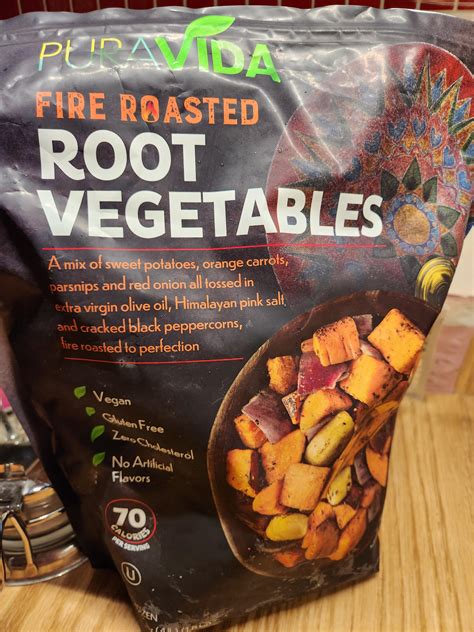 PURAVIDA
FIRE ROASTED
ROOT
VEGETABLES
A mix of sweet potatoes, orange carrots,
parsnips and red onion all tossed in
extra virgin olive oil, Himalayan pink salt,
and cracked black peppercorns,
fire roasted to perfection
Vegan
Gluten Free
Zero Cholesterol
No Artificial
Flavors
70
CALORIES
PER SERVING
U